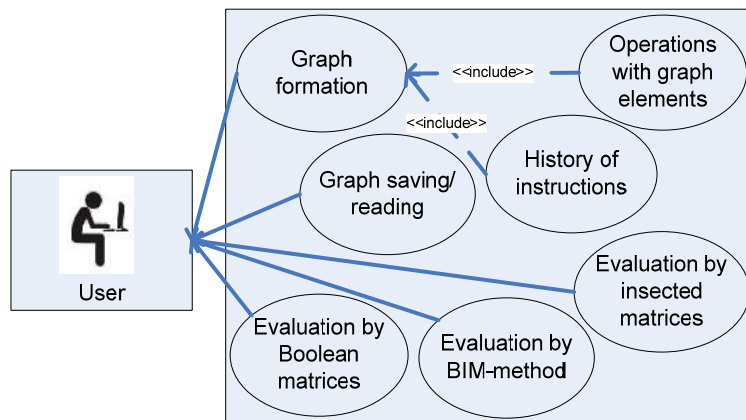 Graph
formation
<<include>>
Operations
with graph
elements
<<include>>
History of
instructions
Graph saving/
reading
User
Evaluation by
insected
matrices
Evaluation by
Boolean
matrices
Evaluation by
BIM-method